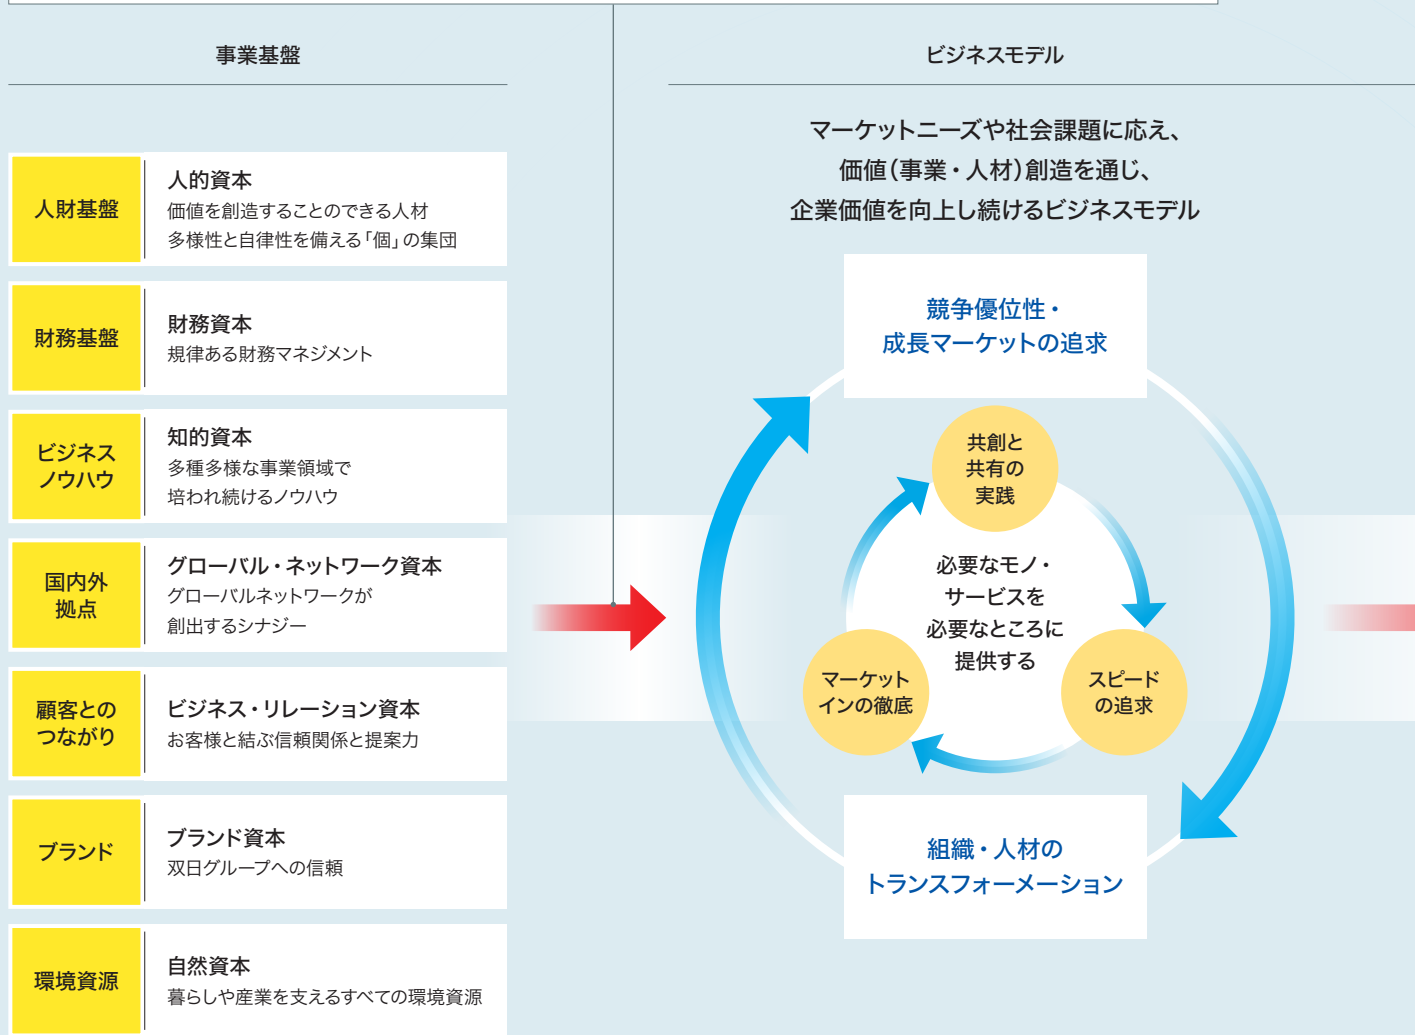 事業基盤
人財基盤
人的資本
価値を創造することのできる人材
多様性と自律性を備える「個」の集団
財務基盤
財務資本
規律ある財務マネジメント
ビジネス
ノウハウ
知的資本
多種多様な事業領域で
培われ続けるノウハウ
国内外
拠点
グローバル・ネットワーク資本
グローバルネットワークが
創出するシナジー
顧客との
つながり
ビジネス・リレーション資本
お客様と結ぶ信頼関係と提案力
ブランド
ブランド資本
双日グループへの信頼
環境資源
自然資本
暮らしや産業を支えるすべての環境資源
ビジネスモデル
マーケットニーズや社会課題に応え、
価値（事業・人材）創造を通じ、
企業価値を向上し続けるビジネスモデル
競争優位性・
成長マーケットの追求
共創と
共有の
実践
必要なモノ・
サービスを
必要なところに
提供する
マーケット
インの徹底
スピード
の追求
組織・人材の
トランスフォーメーション